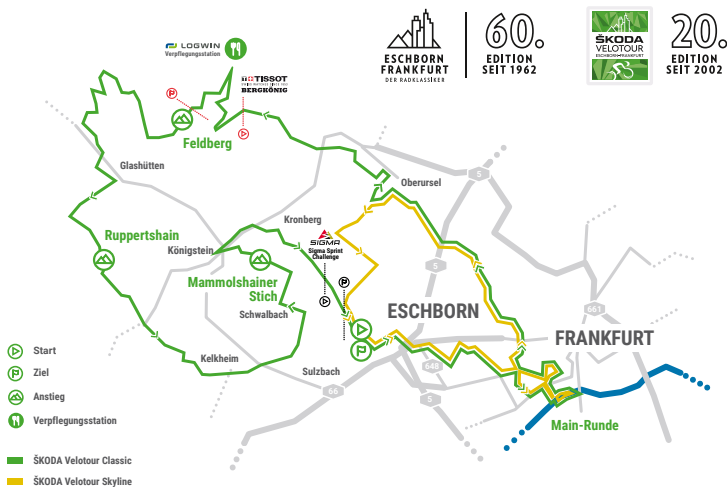 LOGWIN
Verpflegungsstation
TISSOT
BERGKÖNIG
ESCHBORN
FRANKFURT
DER RADKLASSIKER
60.
EDITION
SEIT 1962
ŠKODA
VELOTOUR
ESCHBORN-FRANKFURT
20.
EDITION
SEIT 2002
Feldberg
Glashütten
Oberursel
5
Kronberg
Ruppertshain
Königstein
SIGMA
Sigma Sprint
Challenge
Mammolshainer
Stich
5
Schwalbach
ESCHBORN
661
FRANKFURT
Start
Ziel
Anstieg
Verpflegungsstation
Kelkheim
Sulzbach
648
66
5
Main-Runde
ŠKODA Velotour Classic
ŠKODA Velotour Skyline